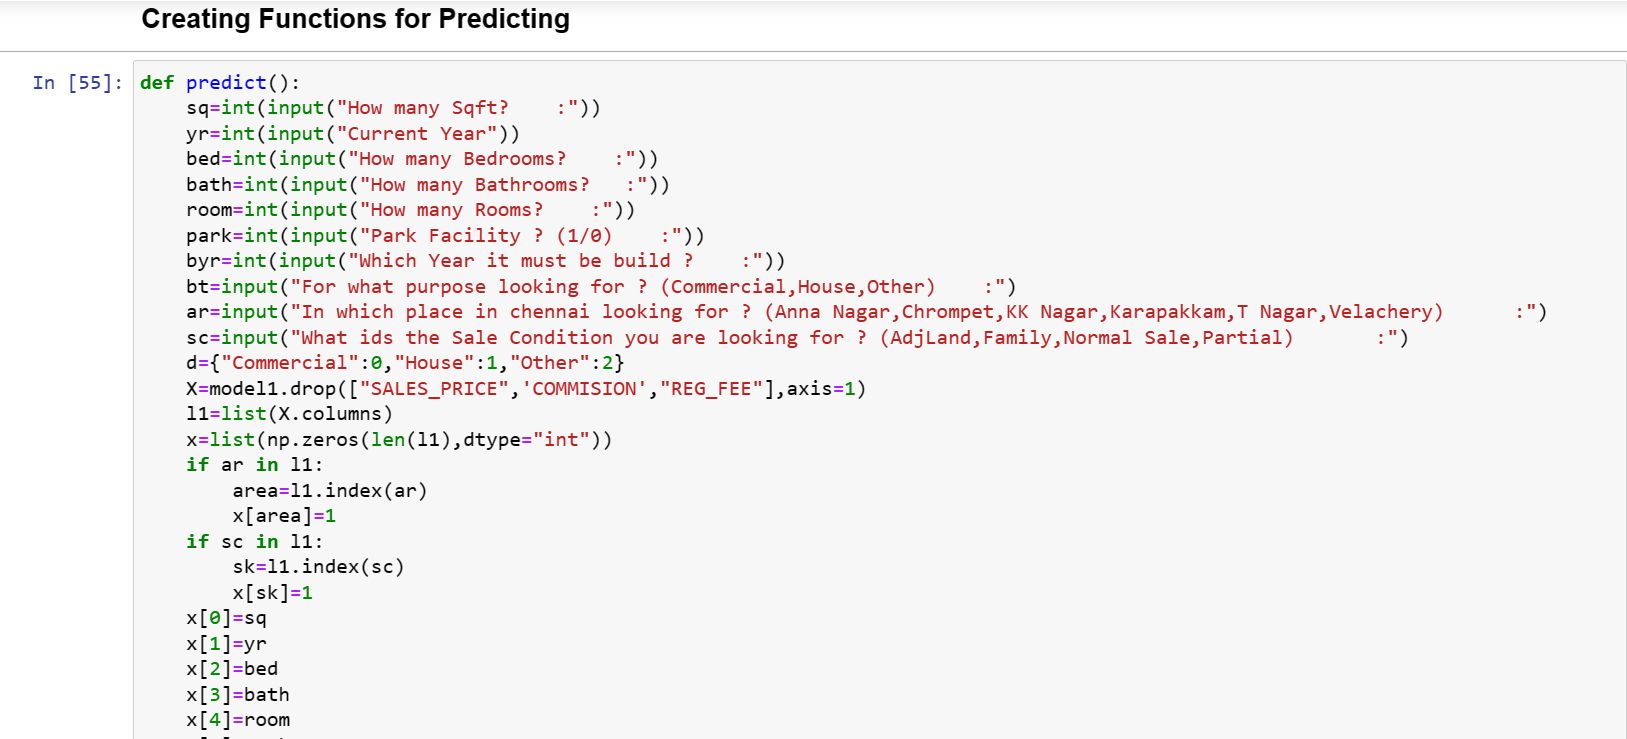 Creating Functions for Predicting
In [55]: def predict():
    sq=int(input("How many Sqft?    :"))
    yr=int(input("Current Year"))
    bed=int(input("How many Bedrooms?    :"))
    bath=int(input("How many Bathrooms?   :"))
    room=int(input("How many Rooms?    :"))
    park=int(input("Park Facility ? (1/0)    :"))
    byr=int(input("Which Year it must be build ?    :"))
    bt=input("For what purpose looking for ? (Commercial,House,Other)    :")
    ar=input("In which place in chennai looking for ? (Anna Nagar,Chrompet,KK Nagar,Karapakkam,T Nagar,Velachery)      :")
    sc=input("What ids the Sale Condition you are looking for ? (AdjLand,Family,Normal Sale,Partial)       :")
    d={"Commercial":0,"House":1,"Other":2}
    X=model1.drop(["SALES_PRICE",'COMMISION',"REG_FEE"],axis=1)
    l1=list(X.columns)
    x=list(np.zeros(len(l1),dtype="int"))
    if ar in l1:
        area=l1.index(ar)
        x[area]=1
    if sc in l1:
        sk=l1.index(sc)
        x[sk]=1
    x[0]=sq
    x[1]=yr
    x[2]=bed
    x[3]=bath
    x[4]=room